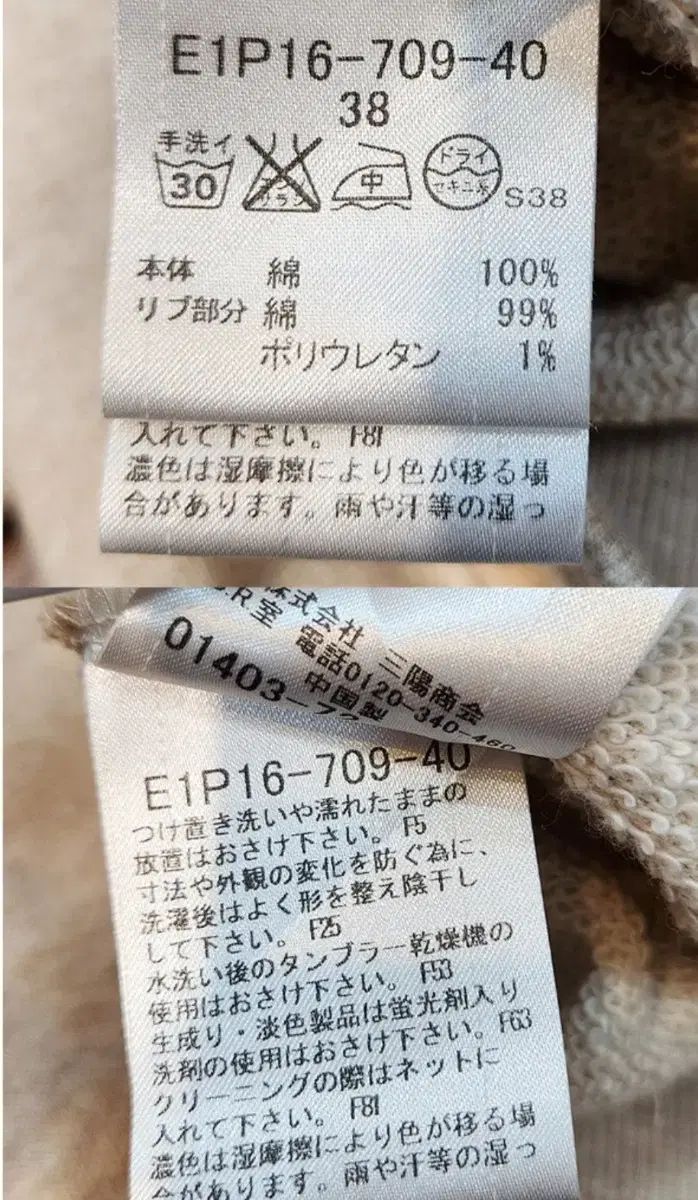 E1P16-709-40
38
手洗イ
30
中
ドライ
セキユ系
S38
本体 綿 100%
リブ部分 綿 99%
ポリウレタン 1%
入れて下さい。 F81
濃色は湿摩擦により色が移る場
合があります。雨や汗等の湿っ
株式会社 三陽商会
C.R室 電話0120-340-460
中国製
01403-7
E1P16-709-40
つけ置き洗いや濡れたままの
放置はおさけ下さい。 F5
寸法や外観の変化を防ぐ為に、
洗濯後はよく形を整え陰干し
して下さい。 F25
水洗い後のタンブラー乾燥機の
使用はおさけ下さい。 F53
生成り・淡色製品は蛍光剤入り
洗剤の使用はおさけ下さい。F63
クリーニングの際はネットに
入れて下さい。 F81
濃色は湿摩擦により色が移る場
合があります。雨や汗等の湿っ